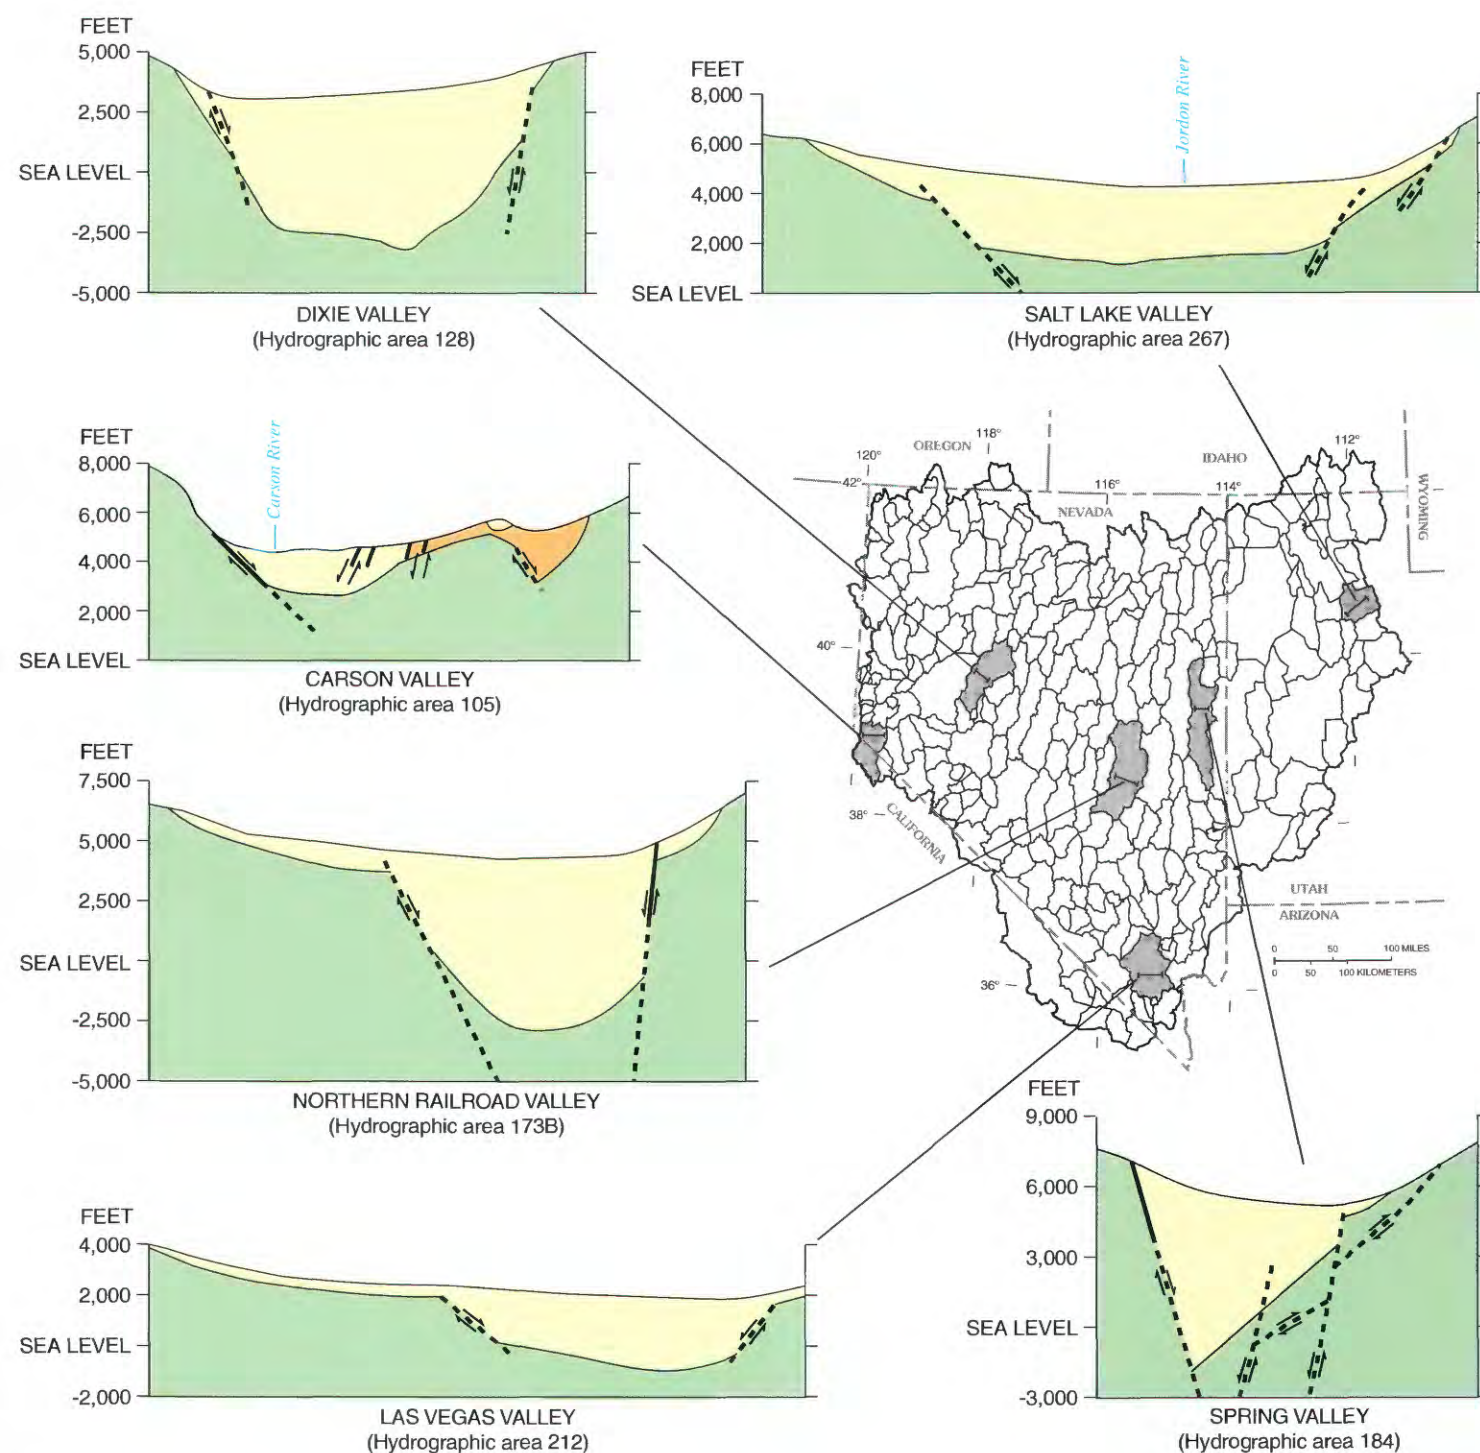 FEET
5,000
2,500
SEA LEVEL
-2,500
-5,000
DIXIE VALLEY
(Hydrographic area 128)
FEET
8,000
6,000
4,000
2,000
SEA LEVEL
Jordon River
SALT LAKE VALLEY
(Hydrographic area 267)
FEET
8,000
6,000
4,000
2,000
SEA LEVEL
Carson River
CARSON VALLEY
(Hydrographic area 105)
FEET
7,500
5,000
2,500
SEA LEVEL
-2,500
-5,000
NORTHERN RAILROAD VALLEY
(Hydrographic area 173B)
FEET
4,000
2,000
SEA LEVEL
-2,000
LAS VEGAS VALLEY
(Hydrographic area 212)
OREGON
118°
112°
120°
IDAHO
42°
116°
114°
NEVADA
WYOMING
40°
38°
CALIFORNIA
UTAH
ARIZONA
0 50 100 MILES
0 50 100 KILOMETERS
36°
FEET
9,000
6,000
3,000
SEA LEVEL
-3,000
SPRING VALLEY
(Hydrographic area 184)